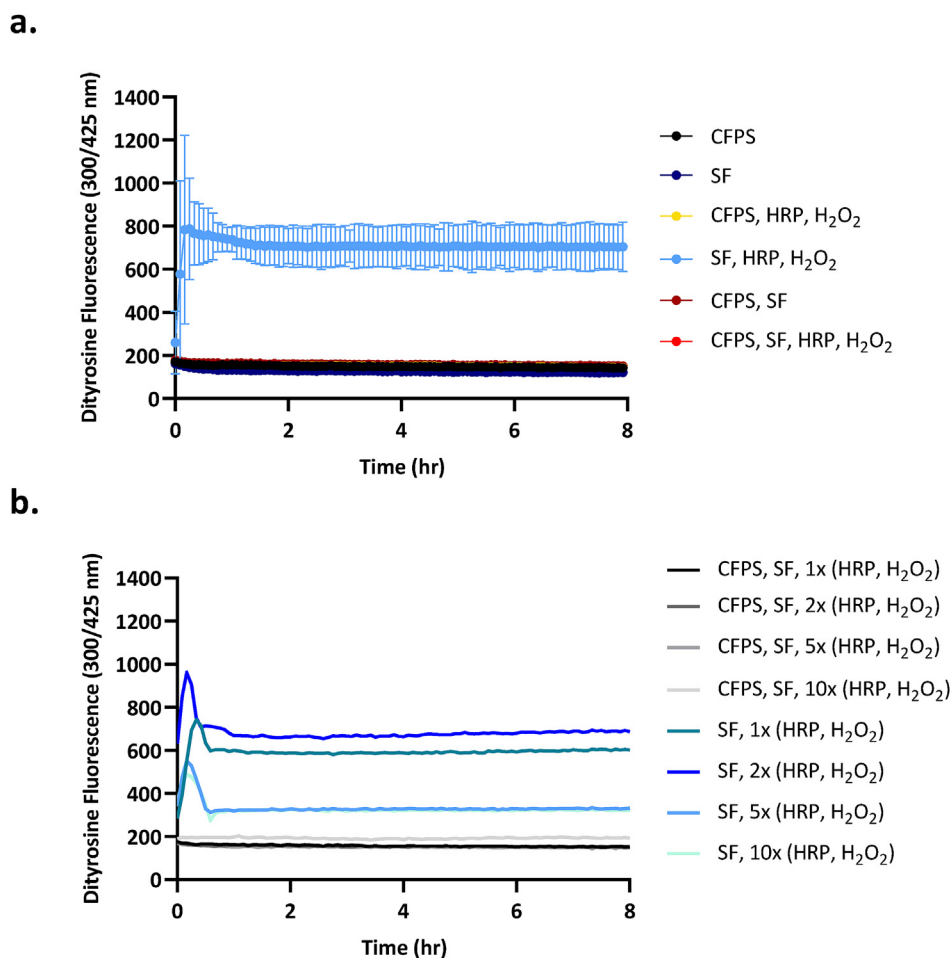 a.
Dityrosine Fluorescence (300/425 nm)
1400
1200
1000
800
600
400
200
0
0 2 4 6 8
Time (hr)
CFPS
SF
CFPS, HRP, H₂O₂
SF, HRP, H₂O₂
CFPS, SF
CFPS, SF, HRP, H₂O₂
b.
Dityrosine Fluorescence (300/425 nm)
1400
1200
1000
800
600
400
200
0
0 2 4 6 8
Time (hr)
CFPS, SF, 1x (HRP, H₂O₂)
CFPS, SF, 2x (HRP, H₂O₂)
CFPS, SF, 5x (HRP, H₂O₂)
CFPS, SF, 10x (HRP, H₂O₂)
SF, 1x (HRP, H₂O₂)
SF, 2x (HRP, H₂O₂)
SF, 5x (HRP, H₂O₂)
SF, 10x (HRP, H₂O₂)